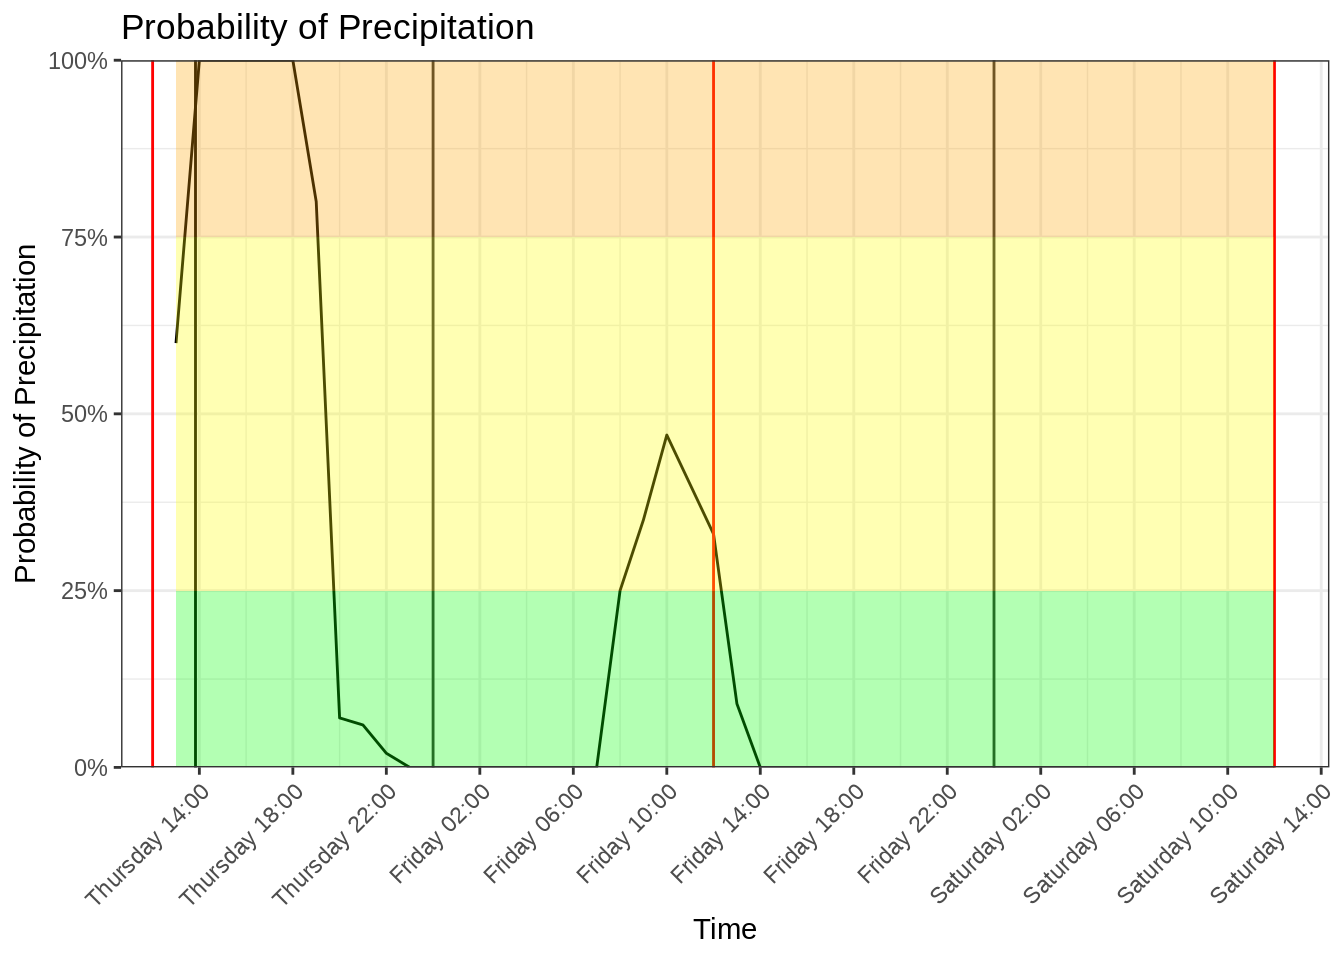 Probability of Precipitation
100%
75%
50%
25%
0%
Probability of Precipitation
Thursday 14:00
Thursday 18:00
Thursday 22:00
Friday 02:00
Friday 06:00
Friday 10:00
Friday 14:00
Friday 18:00
Friday 22:00
Saturday 02:00
Saturday 06:00
Saturday 10:00
Saturday 14:00
Time